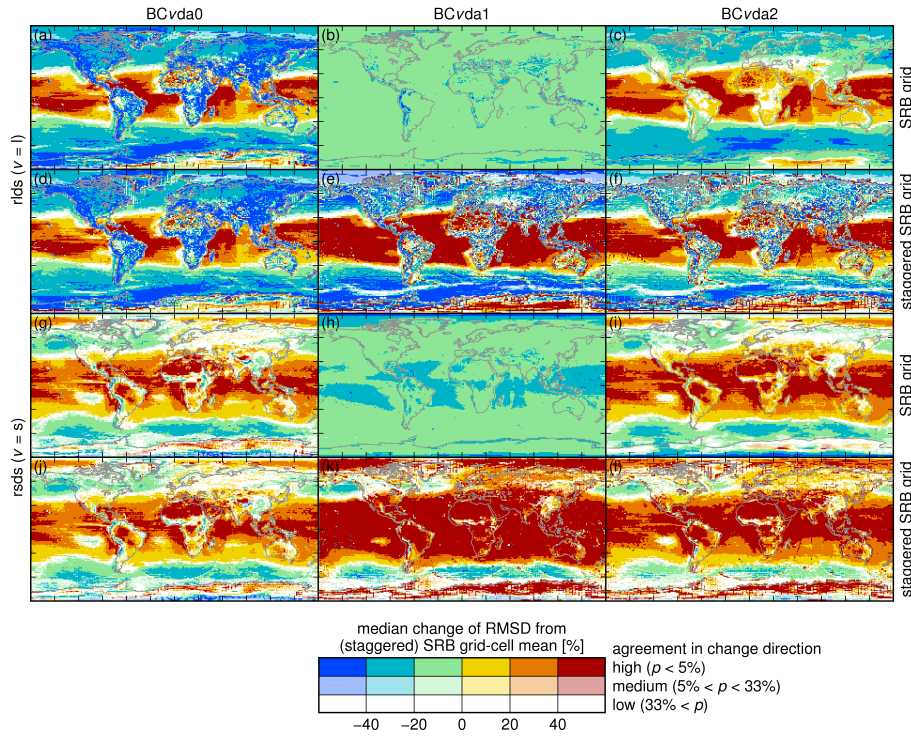 BCvda0 BCvda1 BCvda2
(a) (b) (c)
SRB grid
rlds (v = l)
(d) (e) (f)
staggered SRB grid
(g) (h) (i)
SRB grid
rsds (v = s)
(j) (k) (l)
staggered SRB grid
median change of RMSD from
(staggered) SRB grid-cell mean [%]
agreement in change direction
high (p < 5%)
medium (5% < p < 33%)
low (33% < p)
−40 −20 0 20 40